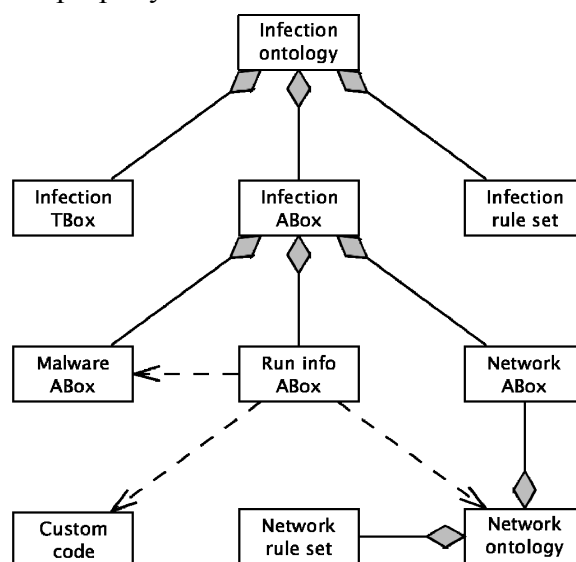 Infection
ontology
Infection
TBox
Infection
ABox
Infection
rule set
Malware
ABox
Run info
ABox
Network
ABox
Custom
code
Network
rule set
Network
ontology